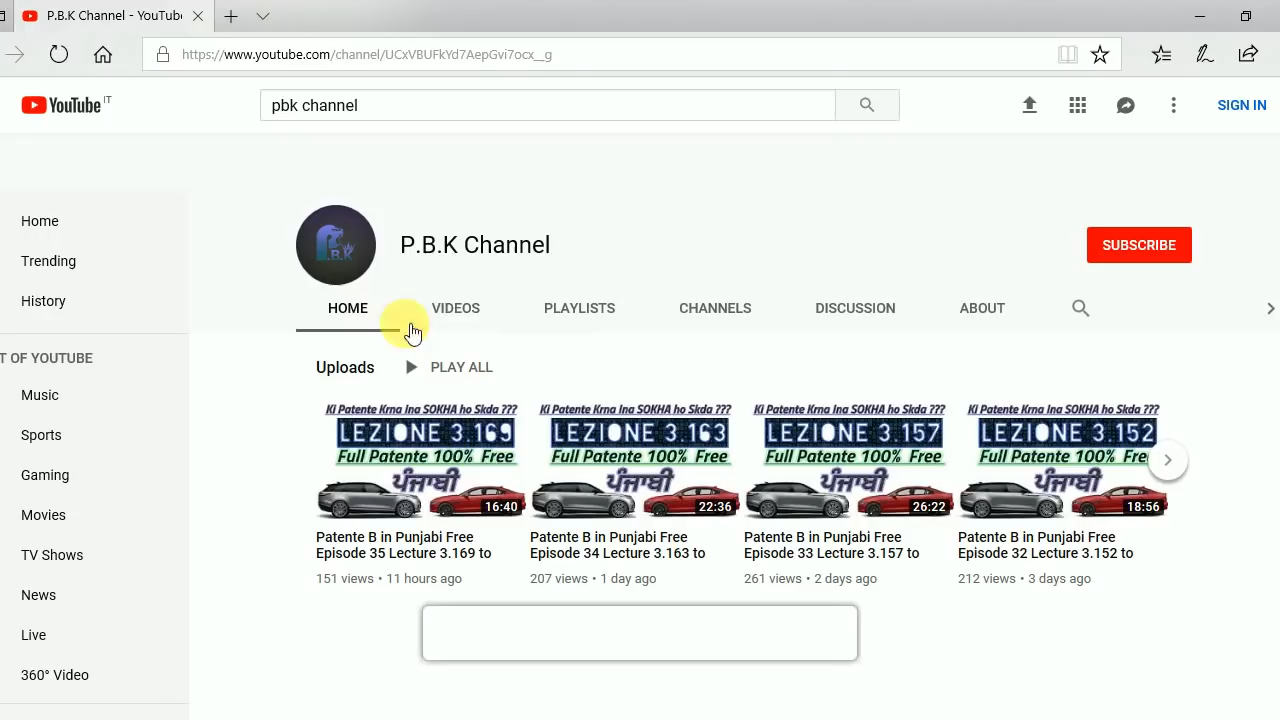 P.B.K Channel - YouTube
https://www.youtube.com/channel/UCxVBUFkYd7AepGvi7ocx__g
YouTube IT
pbk channel
SIGN IN
Home
Trending
History
T OF YOUTUBE
Music
Sports
Gaming
Movies
TV Shows
News
Live
360° Video
P.B.K
P.B.K Channel
SUBSCRIBE
HOME VIDEOS PLAYLISTS CHANNELS DISCUSSION ABOUT
Uploads PLAY ALL
Ki Patente Krna Ina SOKHA ho Skda ???
LEZIONE 3.169
Full Patente 100% Free
ਪੰਜਾਬੀ
16:40
Patente B in Punjabi Free
Episode 35 Lecture 3.169 to
151 views • 11 hours ago
Ki Patente Krna Ina SOKHA ho Skda ???
LEZIONE 3.163
Full Patente 100% Free
ਪੰਜਾਬੀ
22:36
Patente B in Punjabi Free
Episode 34 Lecture 3.163 to
207 views • 1 day ago
Ki Patente Krna Ina SOKHA ho Skda ???
LEZIONE 3.157
Full Patente 100% Free
ਪੰਜਾਬੀ
26:22
Patente B in Punjabi Free
Episode 33 Lecture 3.157 to
261 views • 2 days ago
Ki Patente Krna Ina SOKHA ho Skda ???
LEZIONE 3.152
Full Patente 100% Free
ਪੰਜਾਬੀ
18:56
Patente B in Punjabi Free
Episode 32 Lecture 3.152 to
212 views • 3 days ago